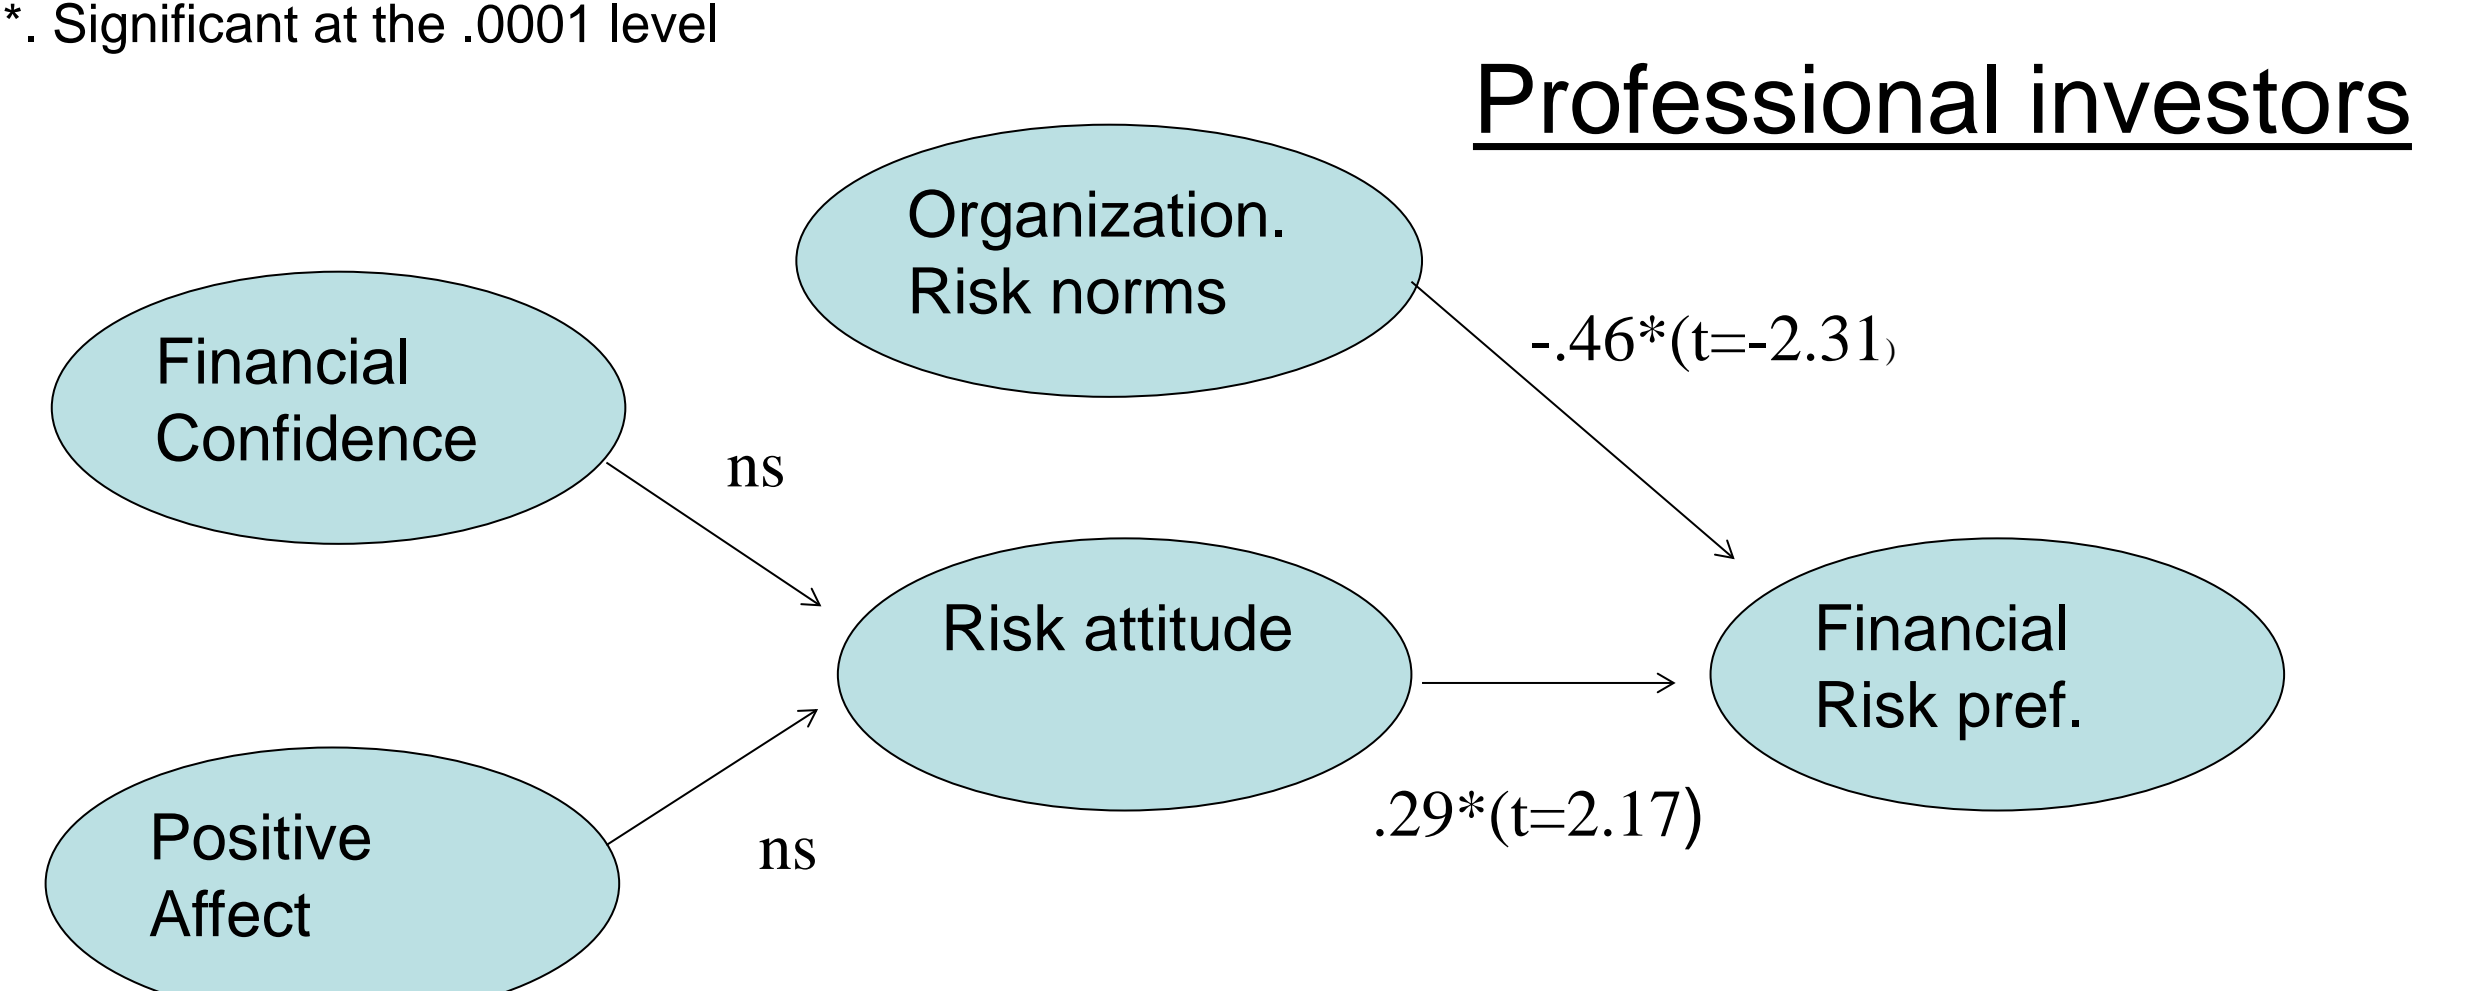 *. Significant at the .0001 level
Professional investors
Organization.
Risk norms
-.46*(t=-2.31)
Financial
Confidence
ns
Risk attitude
Financial
Risk pref.
.29*(t=2.17)
Positive
Affect
ns